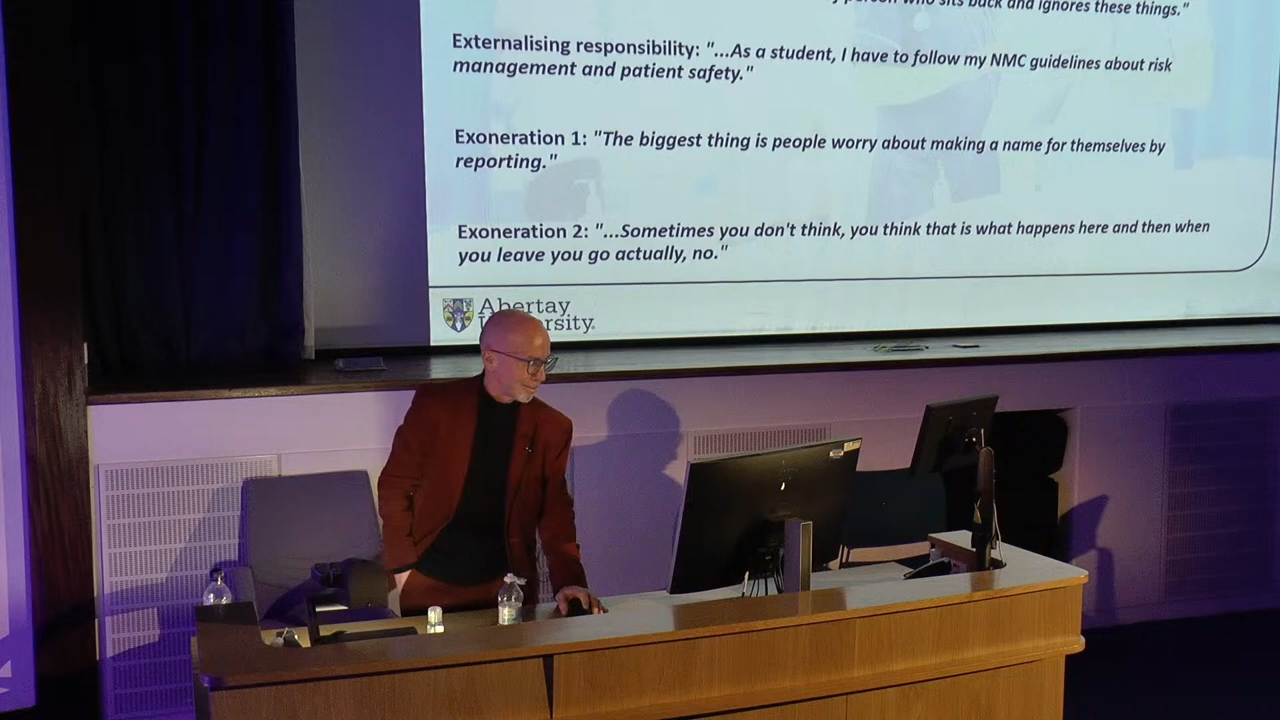 person who sits back and ignores these things."
Externalising responsibility: "...As a student, I have to follow my NMC guidelines about risk
management and patient safety."
Exoneration 1: "The biggest thing is people worry about making a name for themselves by
reporting."
Exoneration 2: "...Sometimes you don't think, you think that is what happens here and then when
you leave you go actually, no."
Abertay
University.